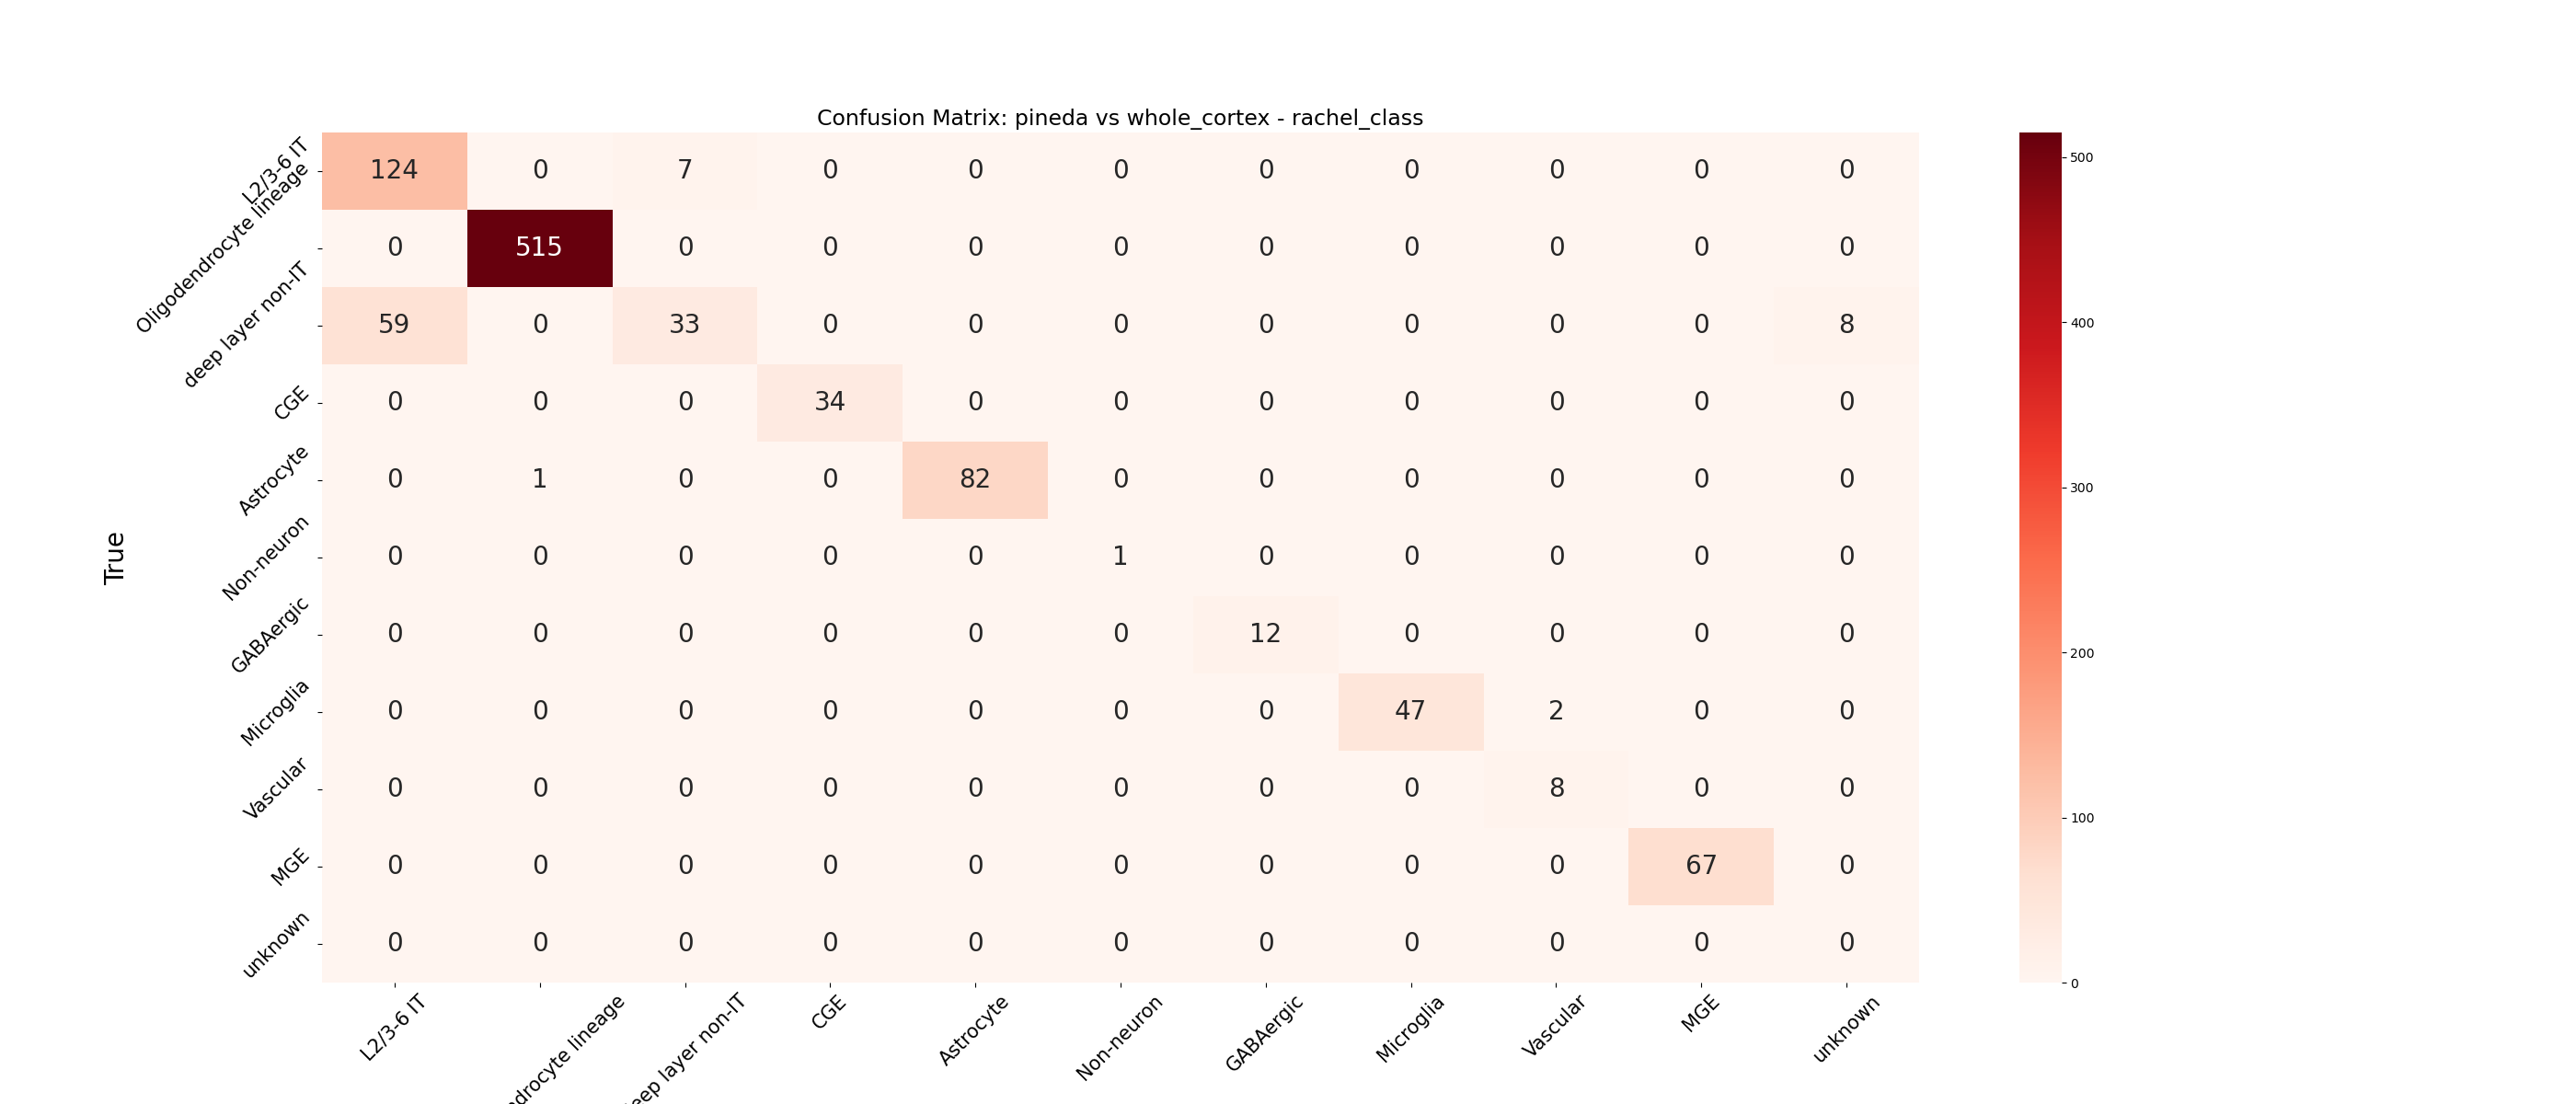 Confusion Matrix: pineda vs whole_cortex - rachel_class
True
L2/3-6 IT 124 0 7 0 0 0 0 0 0 0 0
Oligodendrocyte lineage 0 515 0 0 0 0 0 0 0 0 0
deep layer non-IT 59 0 33 0 0 0 0 0 0 0 8
CGE 0 0 0 34 0 0 0 0 0 0 0
Astrocyte 0 1 0 0 82 0 0 0 0 0 0
Non-neuron 0 0 0 0 0 1 0 0 0 0 0
GABAergic 0 0 0 0 0 0 12 0 0 0 0
Microglia 0 0 0 0 0 0 0 47 2 0 0
Vascular 0 0 0 0 0 0 0 0 8 0 0
MGE 0 0 0 0 0 0 0 0 0 67 0
unknown 0 0 0 0 0 0 0 0 0 0 0
L2/3-6 IT
lineage
layer non-IT
CGE
Astrocyte
Non-neuron
GABAergic
Microglia
Vascular
MGE
unknown
500
400
300
200
100
0